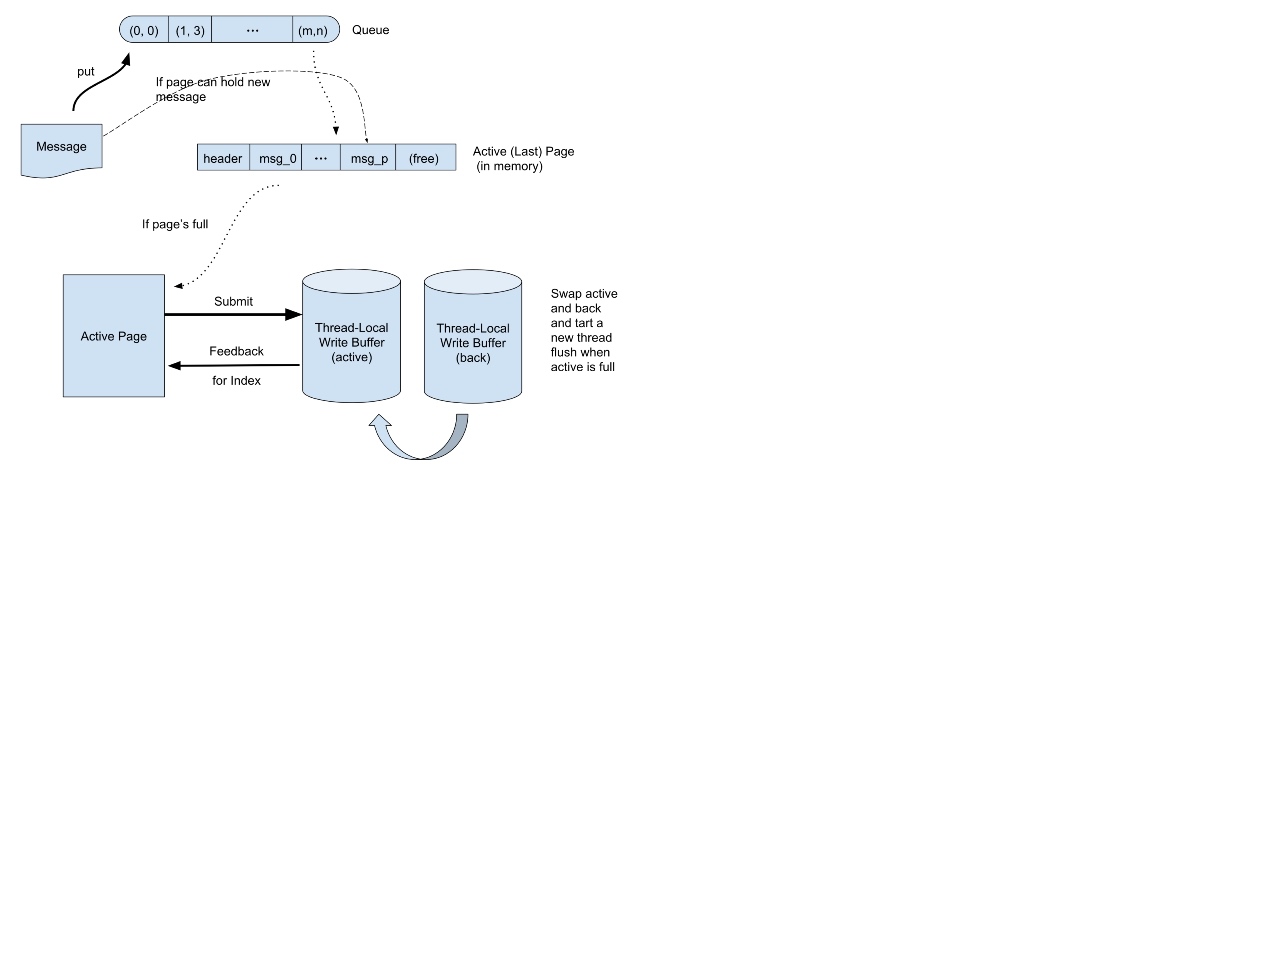 (0, 0) (1, 3) ... (m,n) Queue
put
If page can hold new
message
Message
header msg_0 ... msg_p (free)
Active (Last) Page
(in memory)
If page's full
Active Page
Submit
Feedback
for Index
Thread-Local
Write Buffer
(active)
Thread-Local
Write Buffer
(back)
Swap active
and back
and tart a
new thread
flush when
active is full